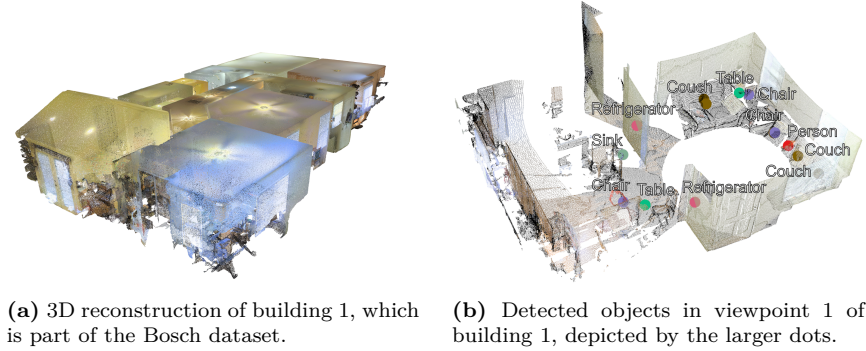 Table
Couch
Chair
Refrigerator
Chair
Person
Sink
Couch
Couch
Chair
Table
Refrigerator
(a) 3D reconstruction of building 1, which
is part of the Bosch dataset.
(b) Detected objects in viewpoint 1 of
building 1, depicted by the larger dots.